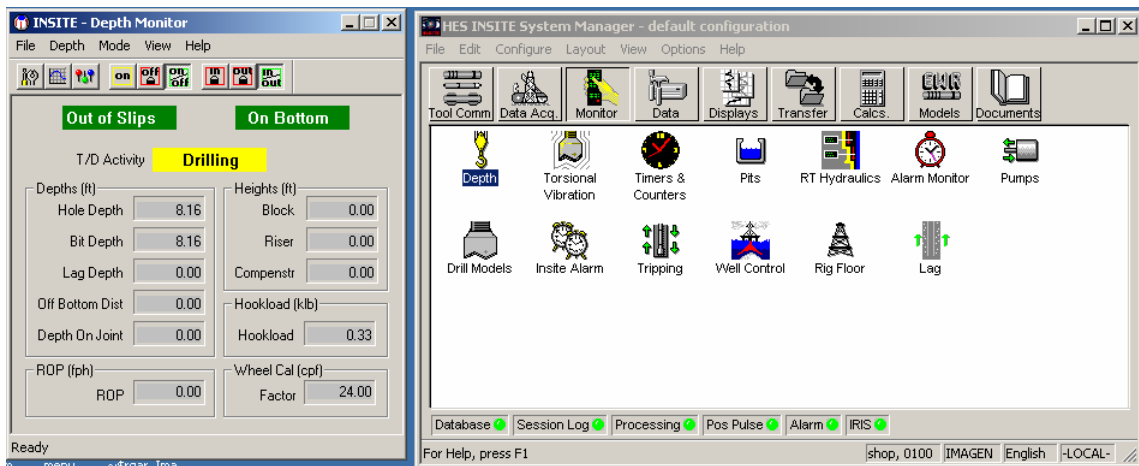 INSITE - Depth Monitor
File Depth Mode View Help
on off on off in out in out
Out of Slips On Bottom
T/D Activity Drilling
Depths (ft) Heights (ft)
Hole Depth 8.16 Block 0.00
Bit Depth 8.16 Riser 0.00
Lag Depth 0.00 Compenstr 0.00
Off Bottom Dist 0.00 Hookload (klb)
Depth On Joint 0.00 Hookload 0.33
ROP (fph) Wheel Cal (cpf)
ROP 0.00 Factor 24.00
Ready
HES INSITE System Manager - default configuration
File Edit Configure Layout View Options Help
Tool Comm Data Acq. Monitor Data Displays Transfer Calcs. EWR Models Documents
Depth Torsional Vibration Timers & Counters Pits RT Hydraulics Alarm Monitor Pumps
Drill Models Insite Alarm Tripping Well Control Rig Floor Lag
Database Session Log Processing Pos Pulse Alarm IRIS
For Help, press F1 shop, 0100 IMAGEN English -LOCAL-